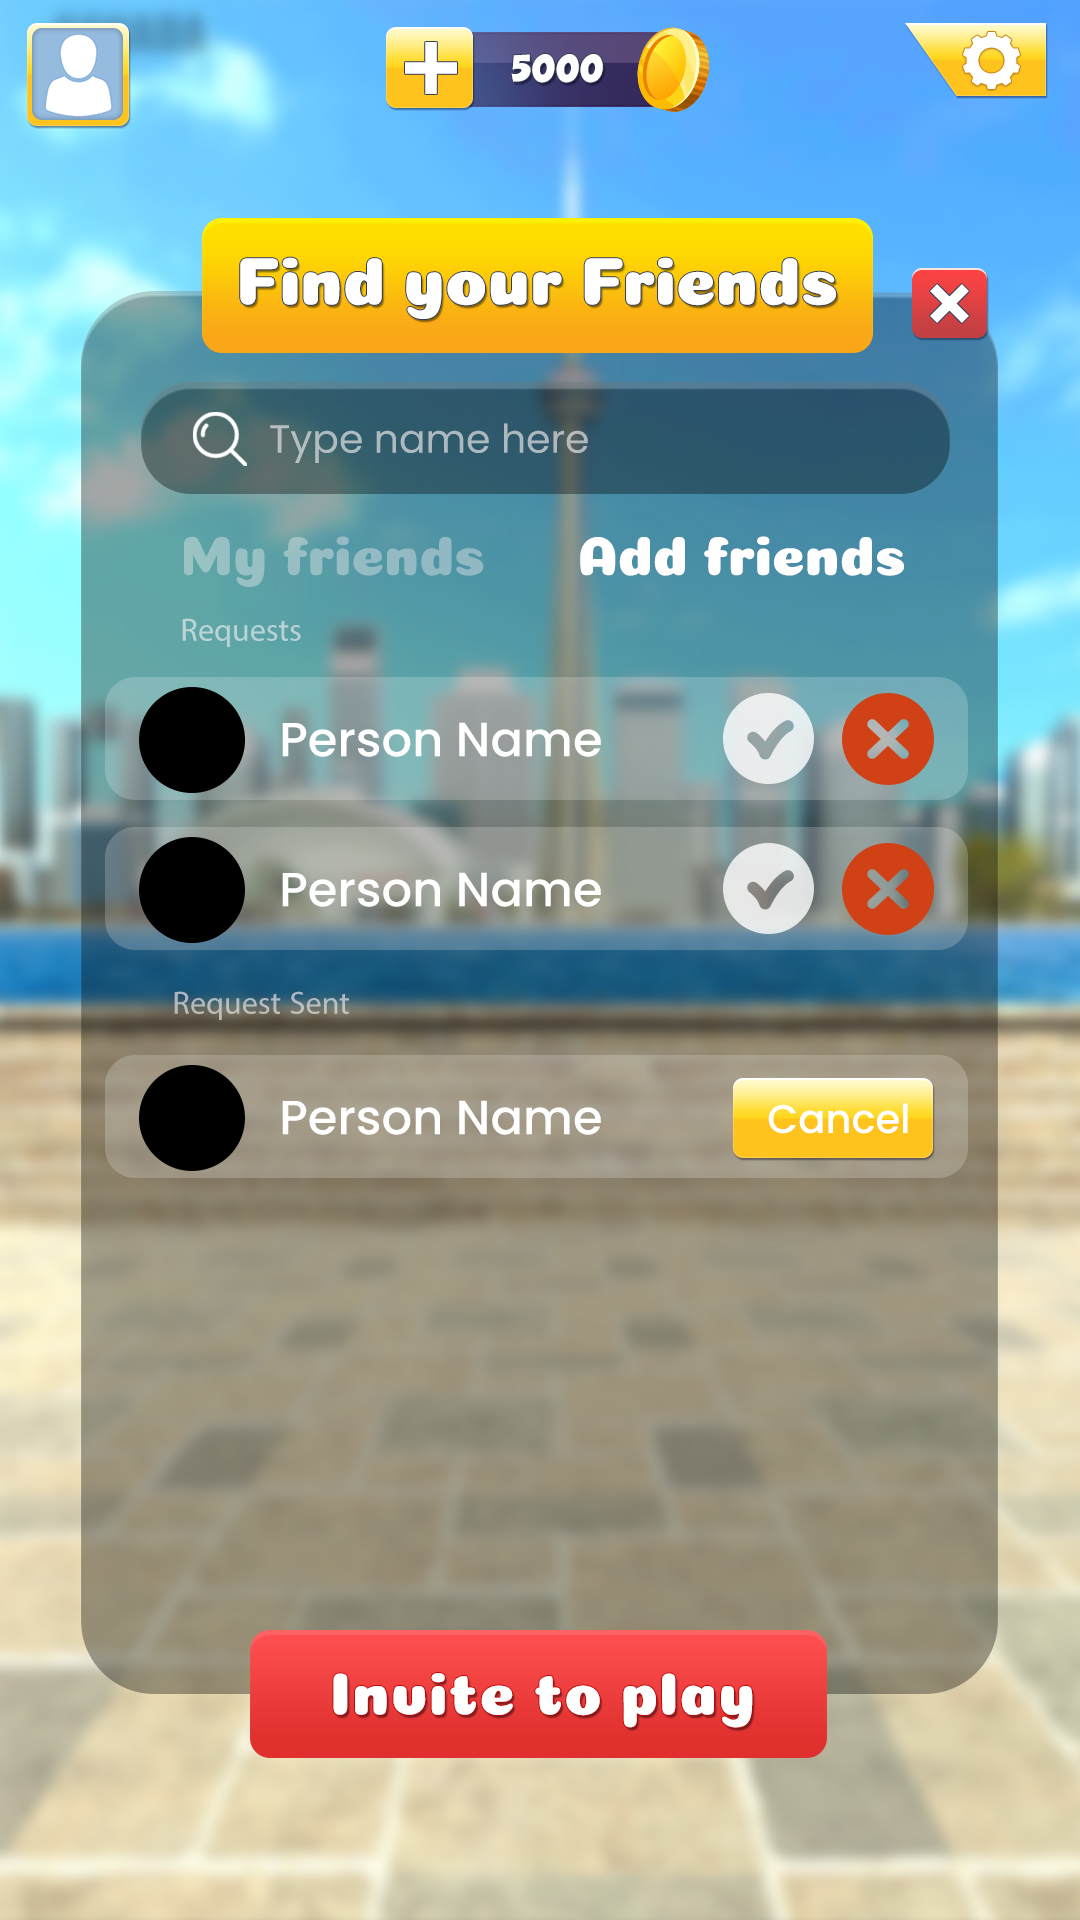 5000
Find your Friends
Type name here
My friends
Add friends
Requests
Person Name
Person Name
Request Sent
Person Name
Cancel
Invite to play